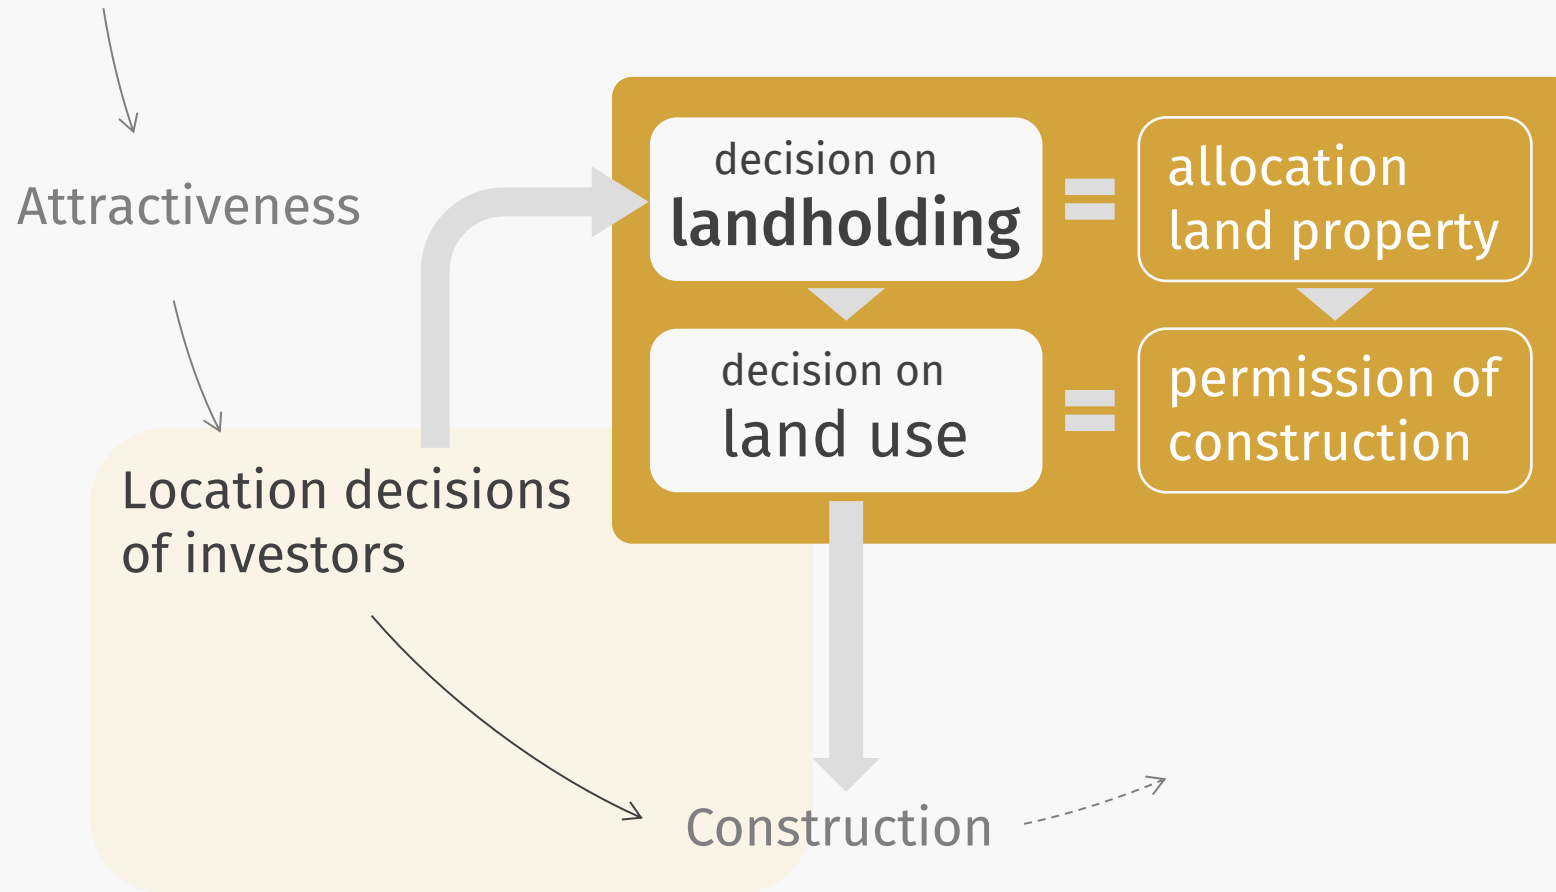 Attractiveness
decision on
landholding
allocation
land property
decision on
land use
permission of
construction
Location decisions
of investors
Construction